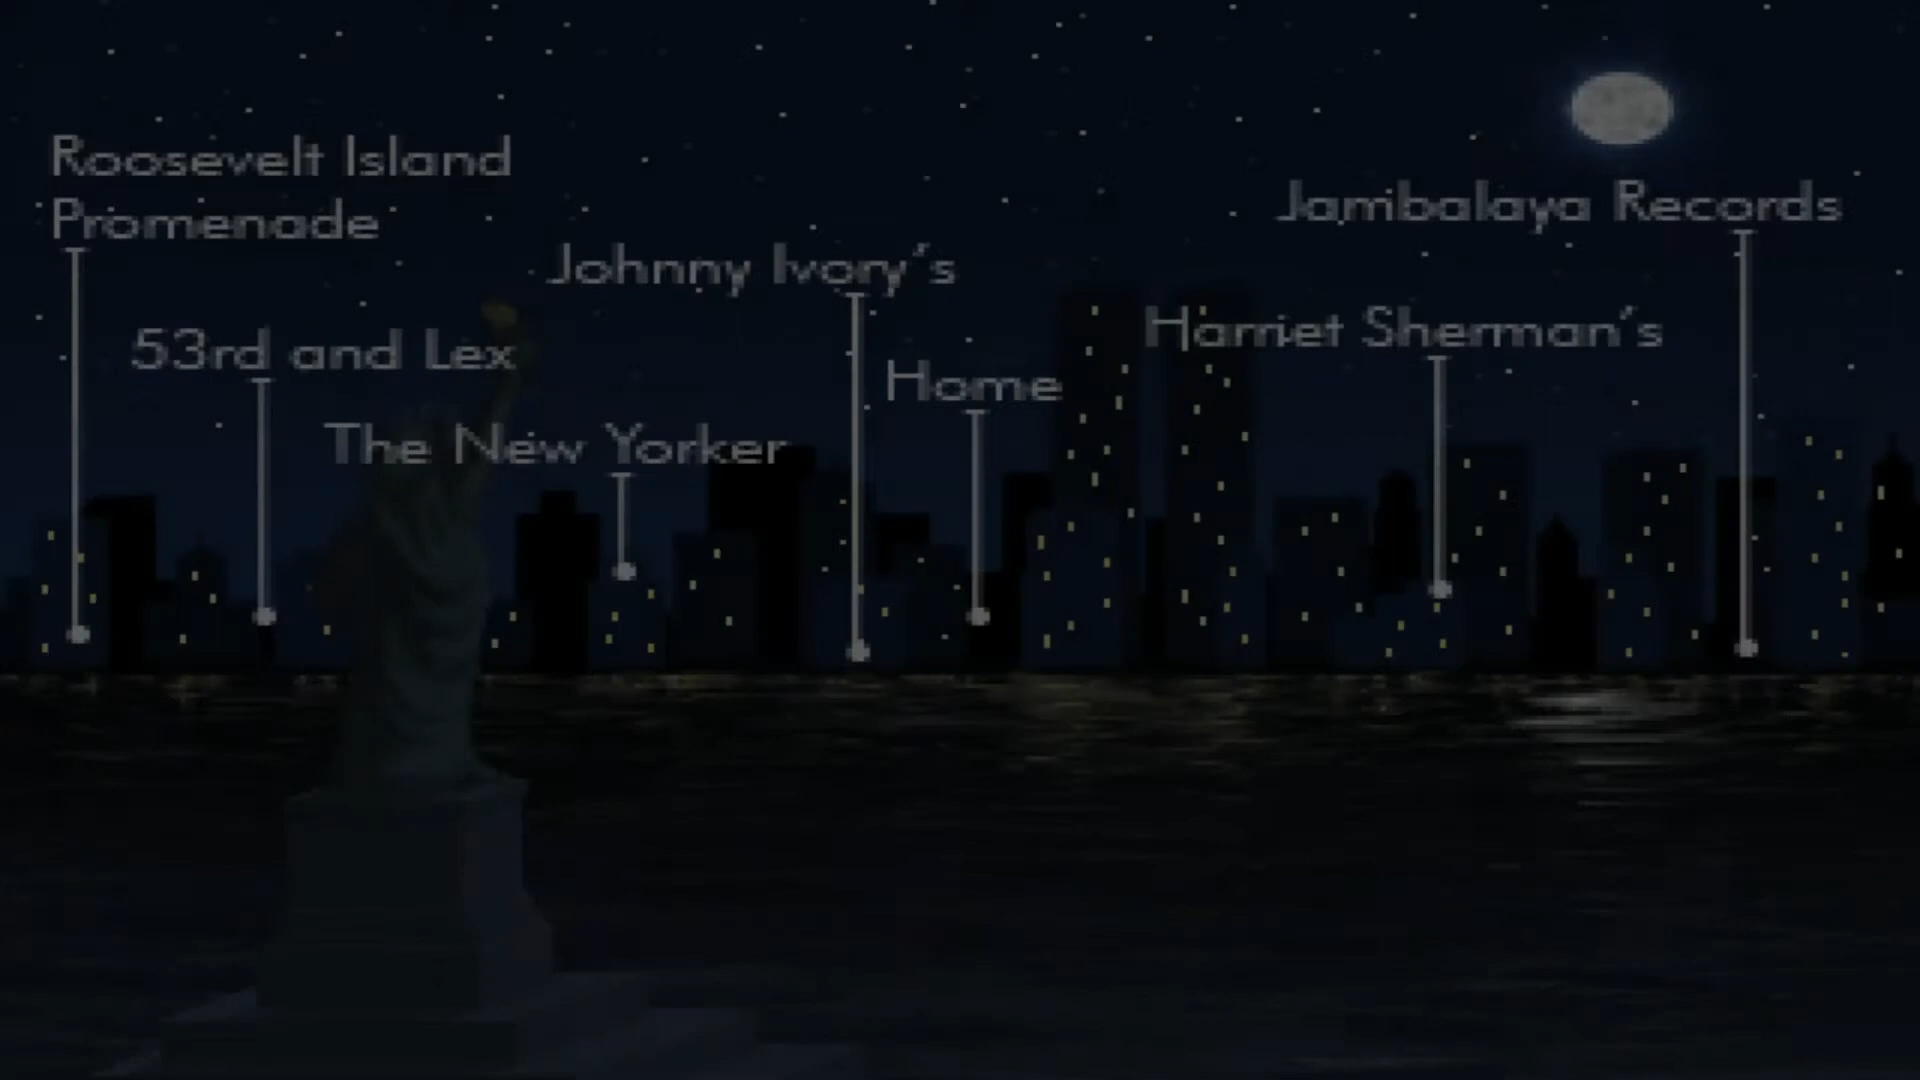 Roosevelt Island
Promenade
Jambalaya Records
Johnny Ivory's
Harriet Sherman's
53rd and Lex
Home
The New Yorker